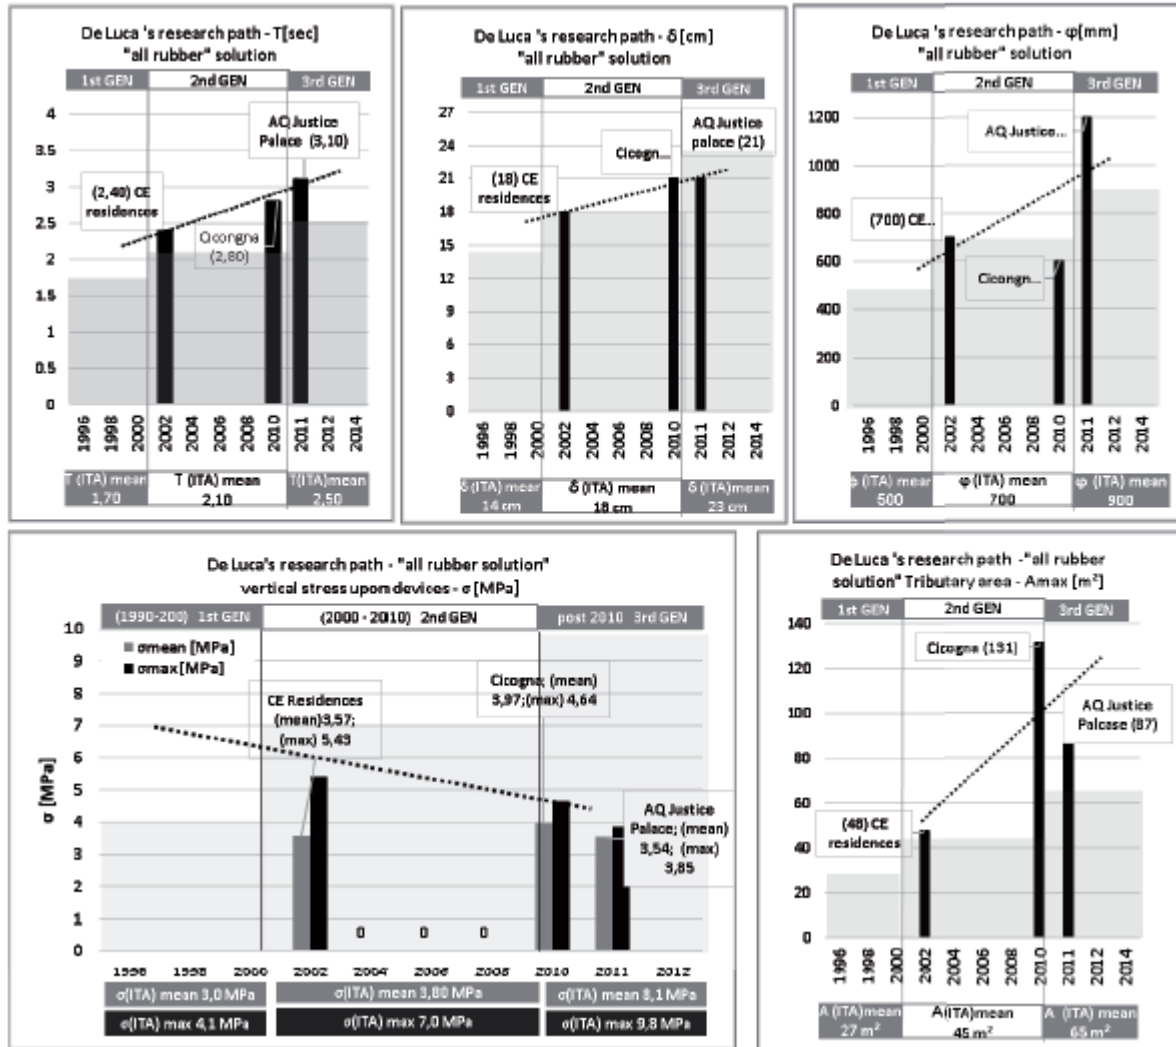 De Luca 's research path - T[sec]
"all rubber" solution
1st GEN 2nd GEN 3rd GEN
4
3.5
3
2.5
2
1.5
1
0.5
0
AQ Justice
Palace (3,10)
(2,40) CE
residences
Cicongna
(2,80)
1996 1998 2000 2002 2004 2006 2008 2010 2011 2012 2014
T (ITA) mean T (ITA) mean T(ITA)mean
1,70 2,10 2,50
De Luca 's research path - δ [cm]
"all rubber" solution
1st GEN 2nd GEN 3rd GEN
27
24
21
18
15
12
9
6
3
0
Cicogn...
AQ Justice
palace (21)
(18) CE
residences
1996 1998 2000 2002 2004 2006 2008 2010 2011 2012 2014
δ (ITA) mear δ (ITA) mean δ (ITA)mean
14 cm 18 cm 23 cm
De Luca 's research path - φ[mm]
"all rubber" solution
1st GEN 2nd GEN 3rd GEN
1200
1000
800
600
400
200
0
AQ Justice...
(700) CE...
Cicongn...
1996 1998 2000 2002 2004 2006 2008 2010 2011 2012 2014
(ITA) mear φ (ITA) mean φ (ITA) mean
500 700 900
De Luca's research path - "all rubber solution"
vertical stress upon devices - σ [MPa]
(1990-200) 1st GEN (2000 - 2010) 2nd GEN post 2010 3rd GEN
σ [MPa]
10
9
8
7
6
5
4
3
2
1
0
σmean [MPa]
σmax [MPa]
Cicogna; (mean)
3,97;(max) 4,64
CE Residences
(mean)3,57;
(max) 5,43
AQ Justice
Palace; (mean)
3,54; (max)
3,85
0 0 0
1996 1998 2000 2002 2004 2006 2008 2010 2011 2012
σ(ITA) mean 3,0 MPa σ(ITA) mean 3,80 MPa σ(ITA) mean 8,1 MPa
σ(ITA) max 4,1 MPa σ(ITA) max 7,0 MPa σ(ITA) max 9,8 MPa
De Luca 's research path -"all rubber
solution" Tributary area - Amax [m²]
1st GEN 2nd GEN 3rd GEN
140
120
100
80
60
40
20
0
Cicogna (131)
AQ Justice
Palcase (87)
(48) CE
residences
1996 1998 2000 2002 2004 2006 2008 2010 2011 2012 2014
A (ITA)mean A(ITA)mean A (ITA) mean
27 m² 45 m² 65 m²